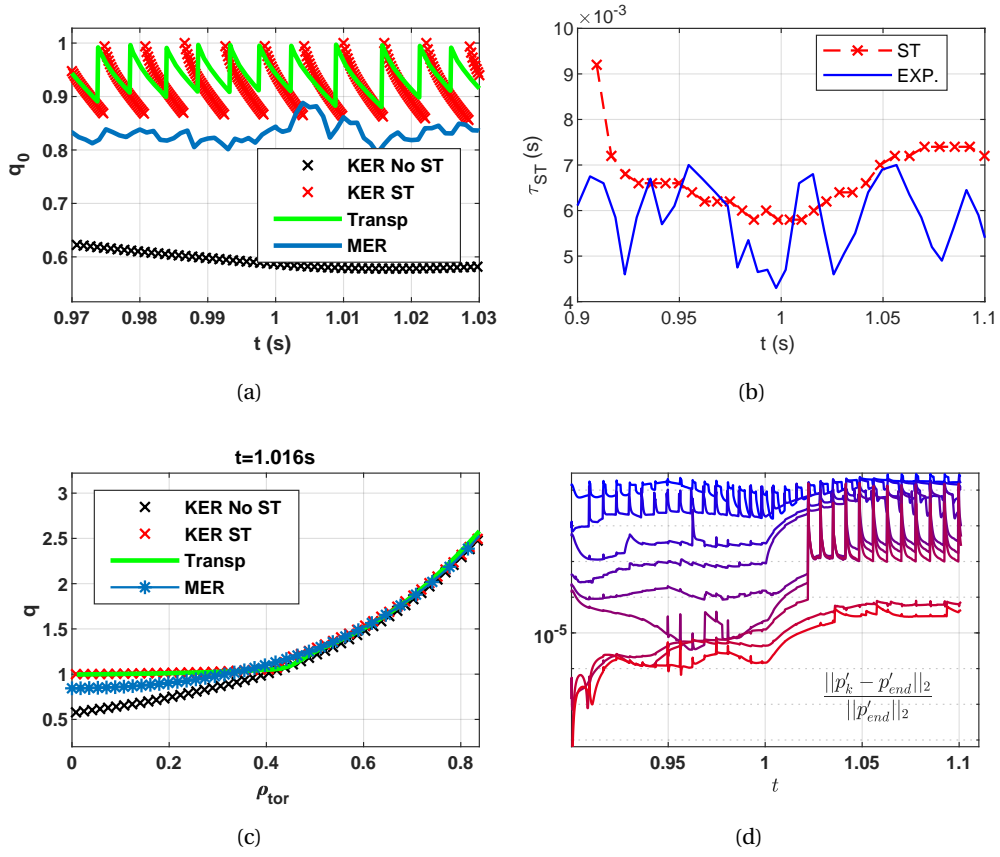 1
0.9
0.8
0.7
0.6
q0
0.97 0.98 0.99 1 1.01 1.02 1.03
t (s)
KER No ST
KER ST
Transp
MER
(a)
×10-3
10
9
8
7
6
5
4
τST (s)
0.9 0.95 1 1.05 1.1
t (s)
ST
EXP.
(b)
t=1.016s
3
2.5
2
1.5
1
0.5
q
0 0.2 0.4 0.6 0.8
ρtor
KER No ST
KER ST
Transp
MER
(c)
10-5
||p′k − p′end||2
||p′end||2
0.95 1 1.05 1.1
t
(d)